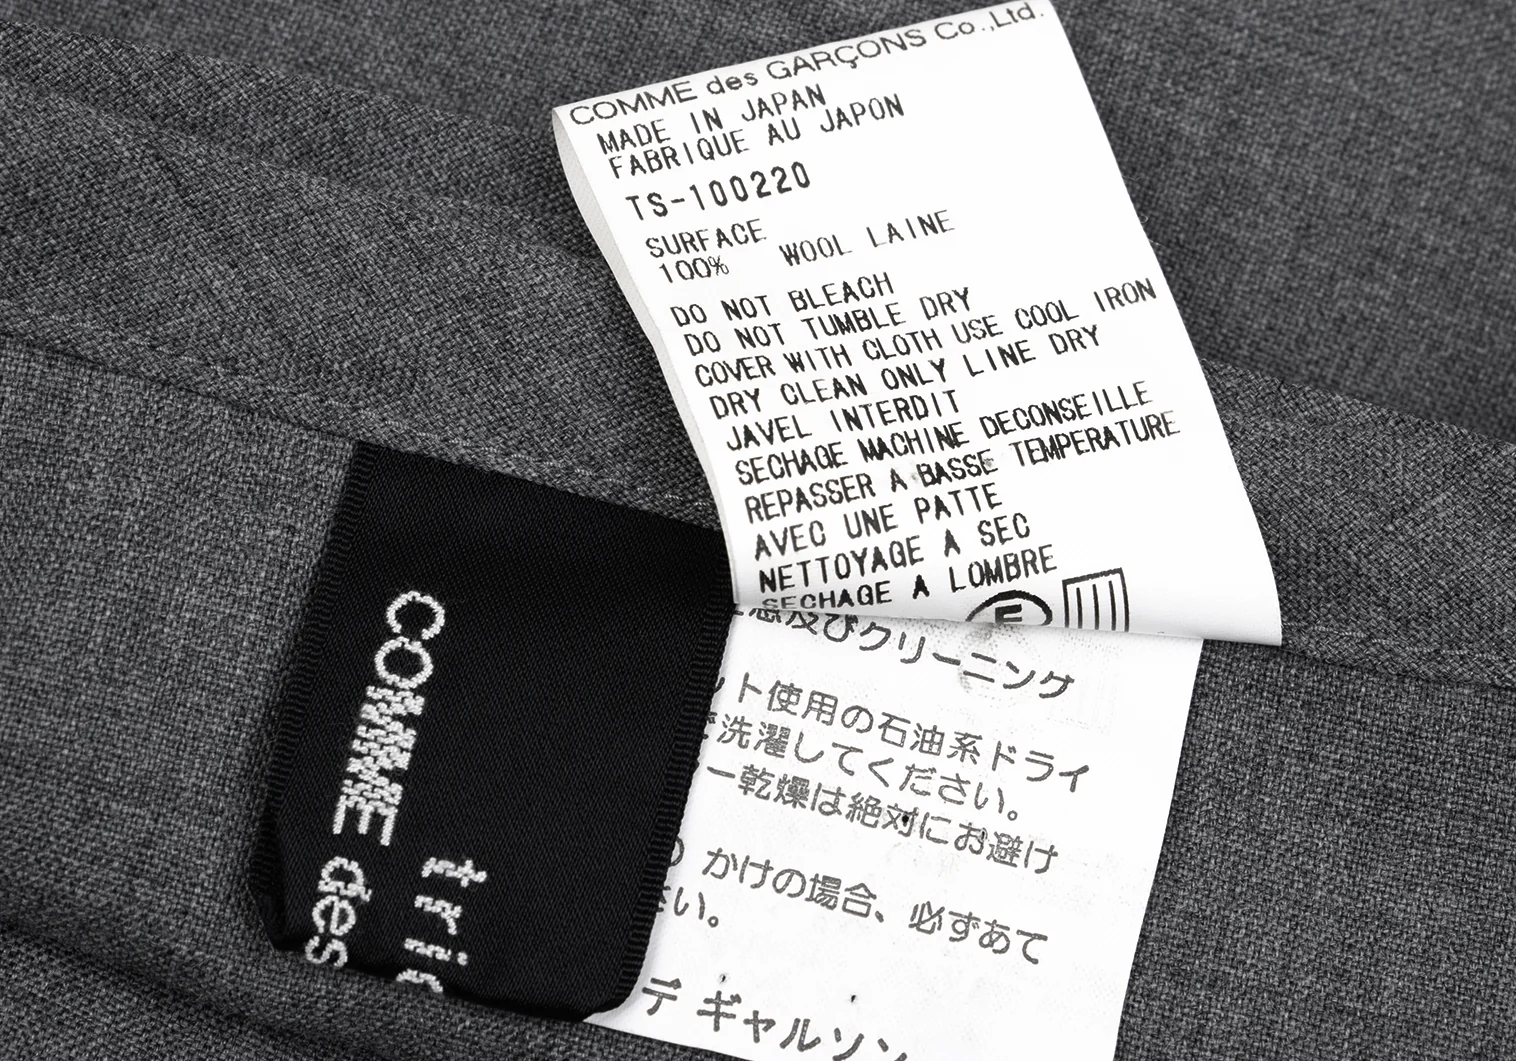 COMME des GARÇONS Co.,Ltd.
MADE IN JAPAN
FABRIQUE AU JAPON
TS-100220
SURFACE
100% WOOL LAINE
DO NOT BLEACH
DO NOT TUMBLE DRY
COVER WITH CLOTH USE COOL IRON
DRY CLEAN ONLY LINE DRY
JAVEL INTERDIT
SECHAGE MACHINE DECONSEILLE
REPASSER A BASSE TEMPERATURE
AVEC UNE PATTE
NETTOYAGE A SEC
SECHAGE A LOMBRE
F
及びクリーニング
ト使用の石油系ドライ
洗濯してください。
ー乾燥は絶対にお避け
かけの場合、必ずあて
い。
デ ギャルソン
COMME des
tric